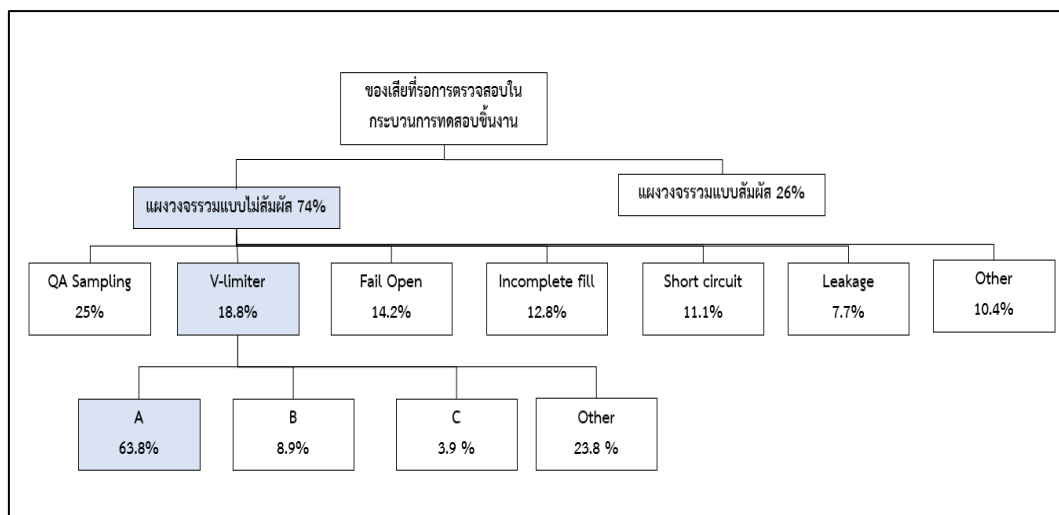 ของเสียที่รอการตรวจสอบใน
กระบวนการทดสอบชิ้นงาน
แผงวงจรรวมแบบไม่สัมผัส 74%
แผงวงจรรวมแบบสัมผัส 26%
QA Sampling
25%
V-limiter
18.8%
Fail Open
14.2%
Incomplete fill
12.8%
Short circuit
11.1%
Leakage
7.7%
Other
10.4%
A
63.8%
B
8.9%
C
3.9 %
Other
23.8 %